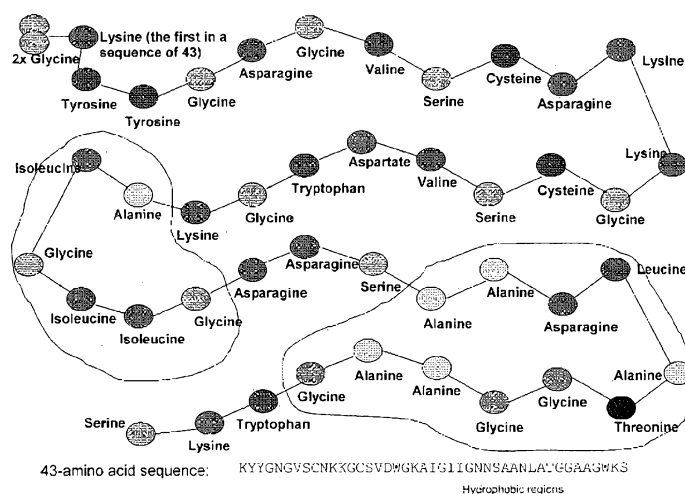 Lysine (the first in a
sequence of 43)
2x Glycine
Tyrosine
Tyrosine
Glycine
Asparagine
Glycine
Valine
Serine
Cysteine
Asparagine
Lysine
Lysine
Glycine
Cysteine
Serine
Valine
Aspartate
Tryptophan
Glycine
Lysine
Alanine
Isoleucine
Glycine
Isoleucine
Isoleucine
Glycine
Asparagine
Asparagine
Serine
Alanine
Alanine
Asparagine
Leucine
Alanine
Threonine
Glycine
Glycine
Alanine
Alanine
Glycine
Tryptophan
Lysine
Serine
43-amino acid sequence: KYYGNGVSCNKKGCSVDWGKAIGIIGNNSAANLATGGAAGWKS
Hydrophobic regions